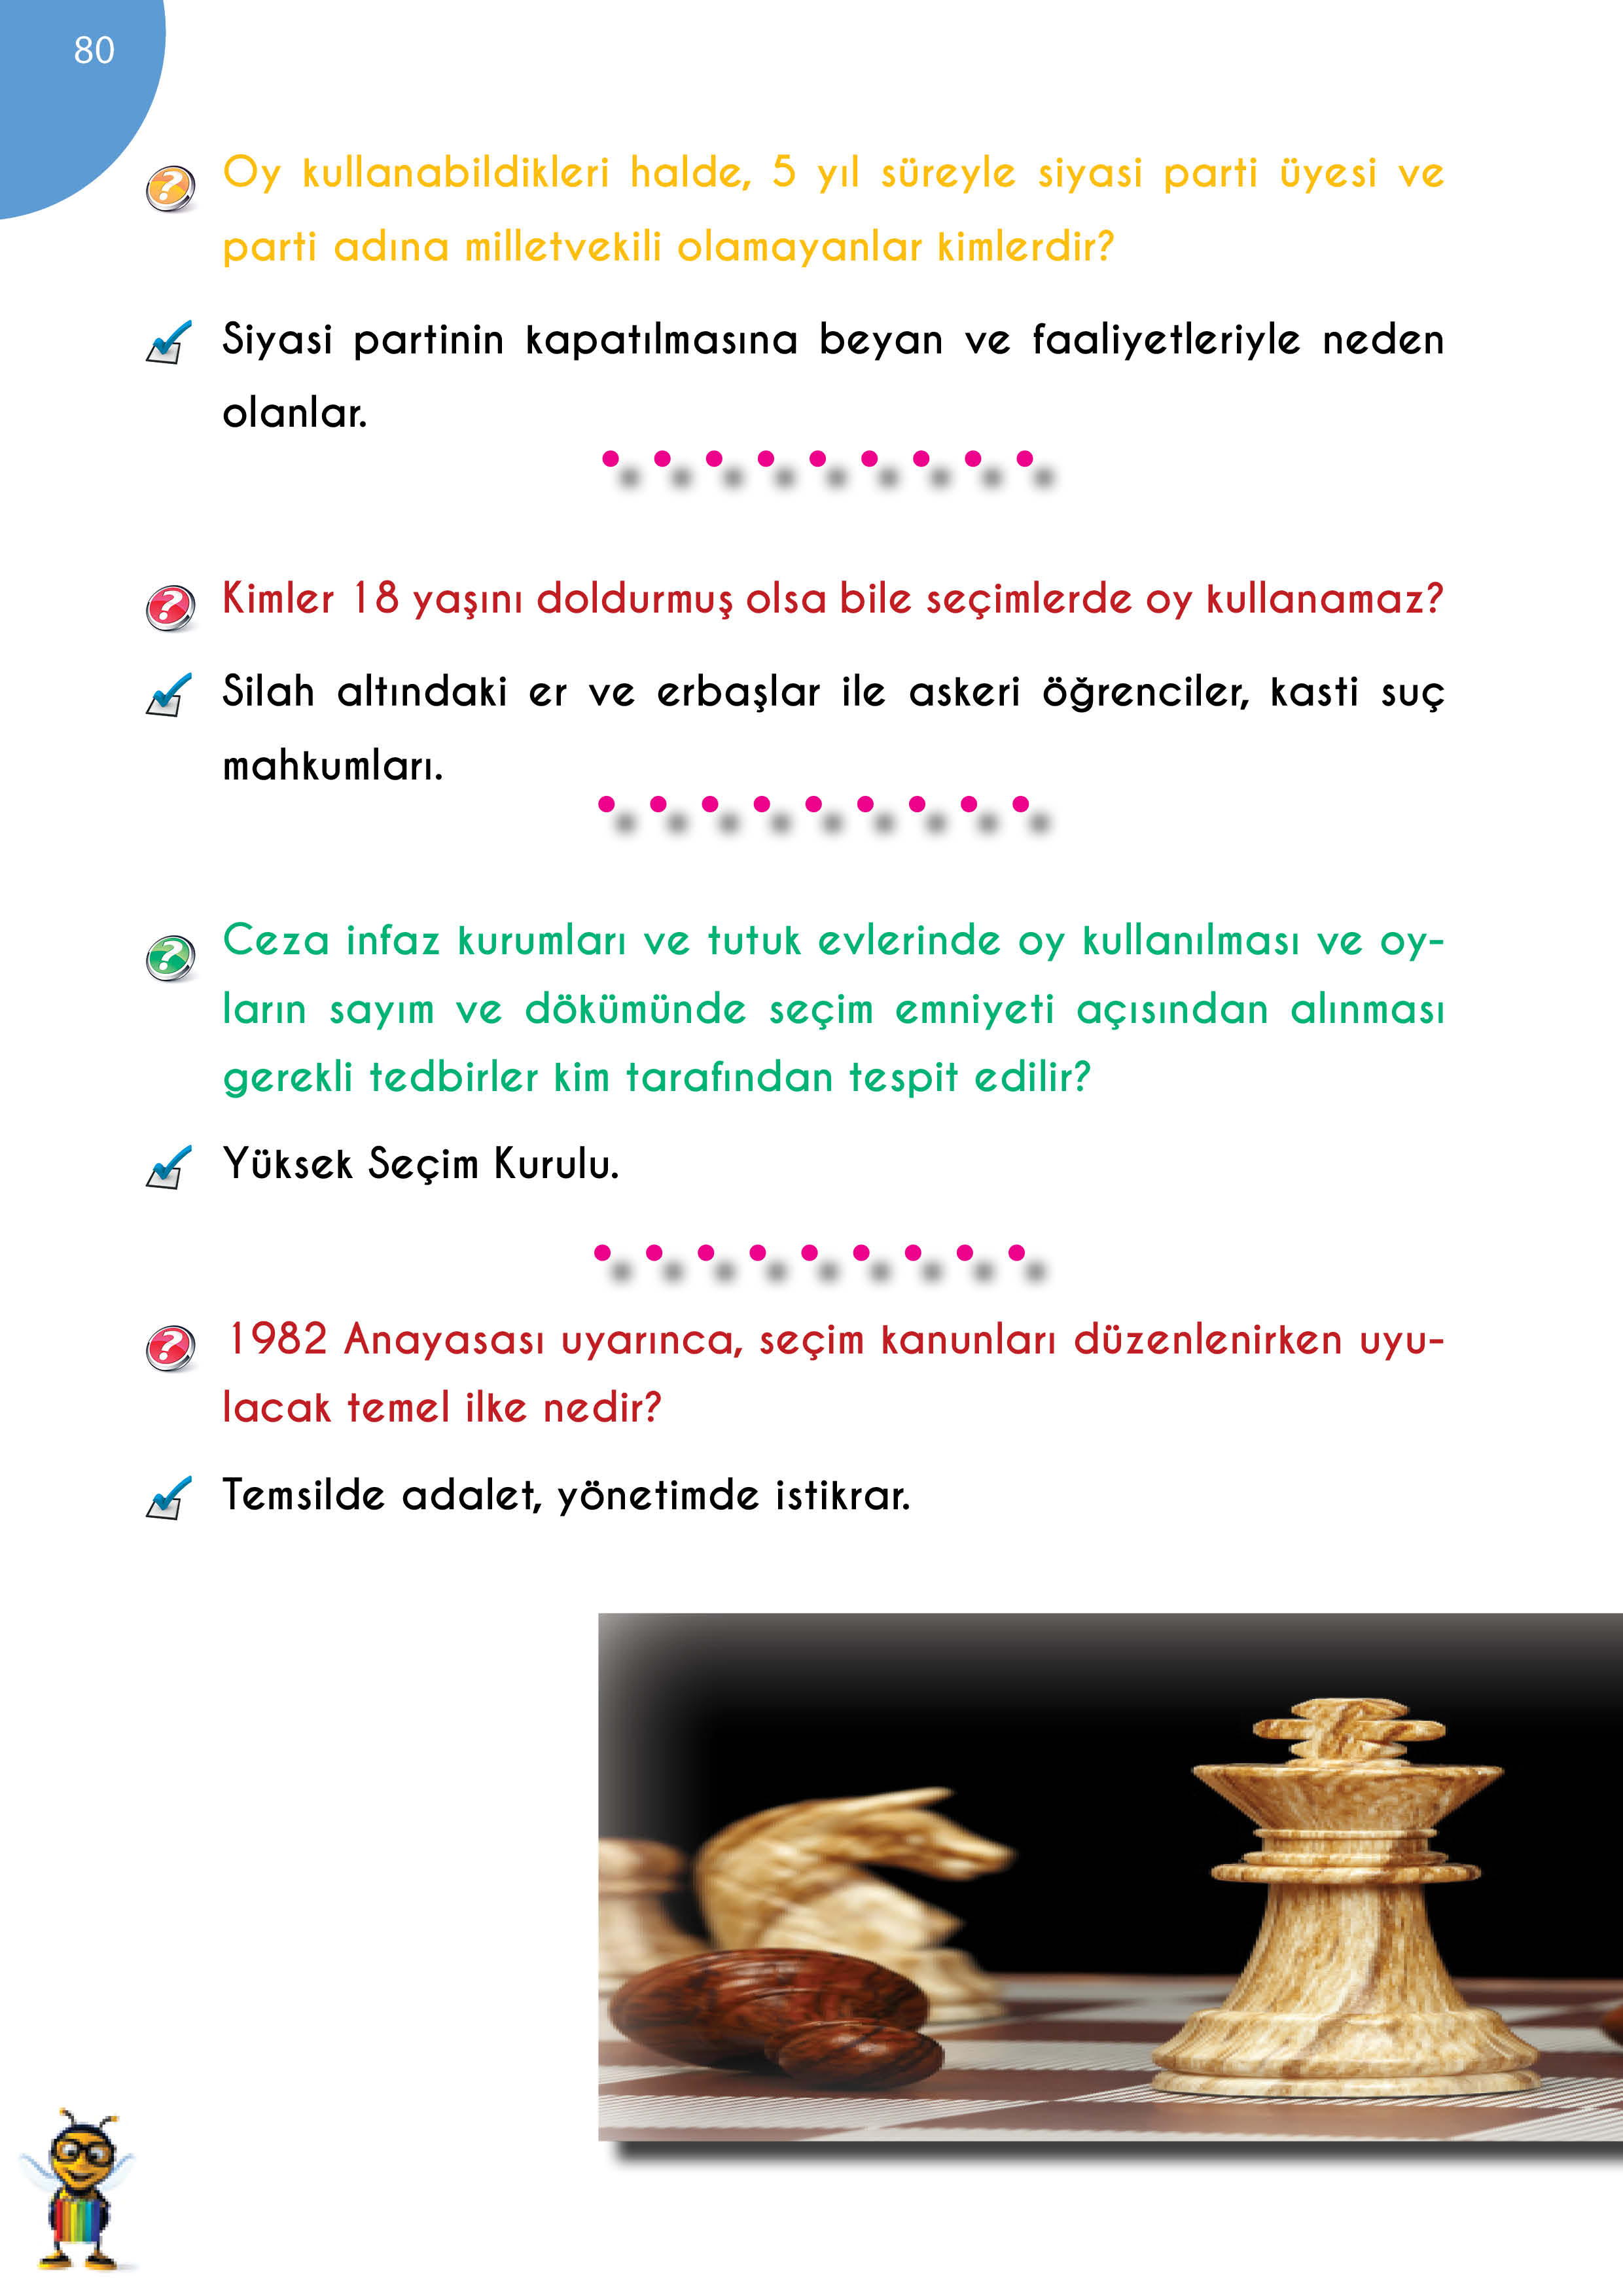 80
Oy kullanabildikleri halde, 5 yıl süreyle siyasi parti üyesi ve
parti adına milletvekili olamayanlar kimlerdir?
Siyasi partinin kapatılmasına beyan ve faaliyetleriyle neden
olanlar.
Kimler 18 yaşını doldurmuş olsa bile seçimlerde oy kullanamaz?
Silah altındaki er ve erbaşlar ile askeri öğrenciler, kasti suç
mahkumları.
Ceza infaz kurumları ve tutuk evlerinde oy kullanılması ve oy-
ların sayım ve dökümünde seçim emniyeti açısından alınması
gerekli tedbirler kim tarafından tespit edilir?
Yüksek Seçim Kurulu.
1982 Anayasası uyarınca, seçim kanunları düzenlenirken uyu-
lacak temel ilke nedir?
Temsilde adalet, yönetimde istikrar.